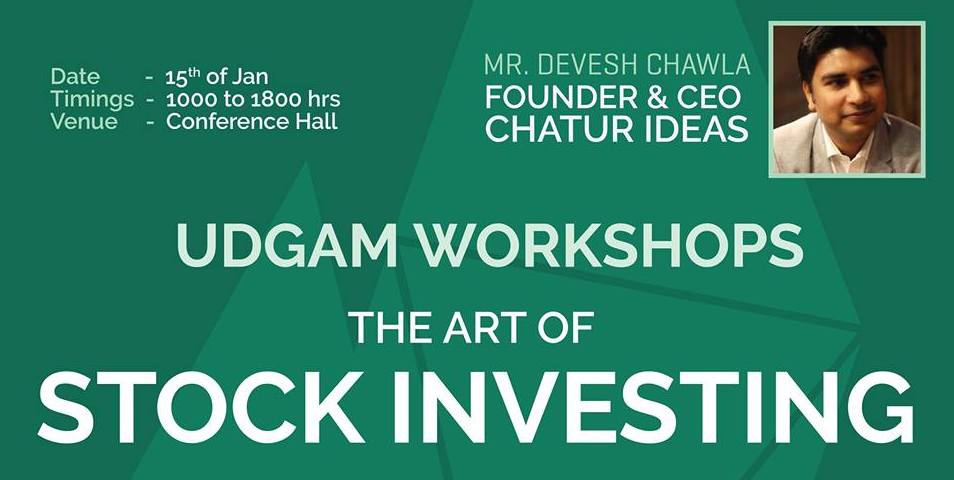 Date - 15th of Jan
Timings - 1000 to 1800 hrs
Venue - Conference Hall
MR. DEVESH CHAWLA
FOUNDER & CEO
CHATUR IDEAS
UDGAM WORKSHOPS
THE ART OF
STOCK INVESTING